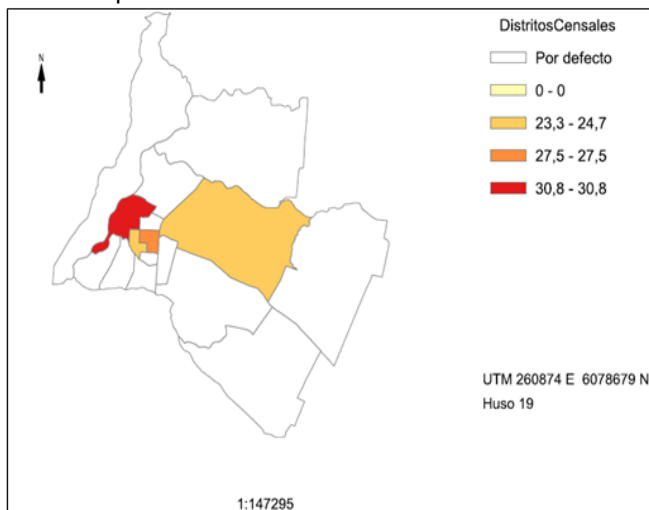 N
DistritosCensales
Por defecto
0 - 0
23,3 - 24,7
27,5 - 27,5
30,8 - 30,8
UTM 260874 E 6078679 N
Huso 19
1:147295